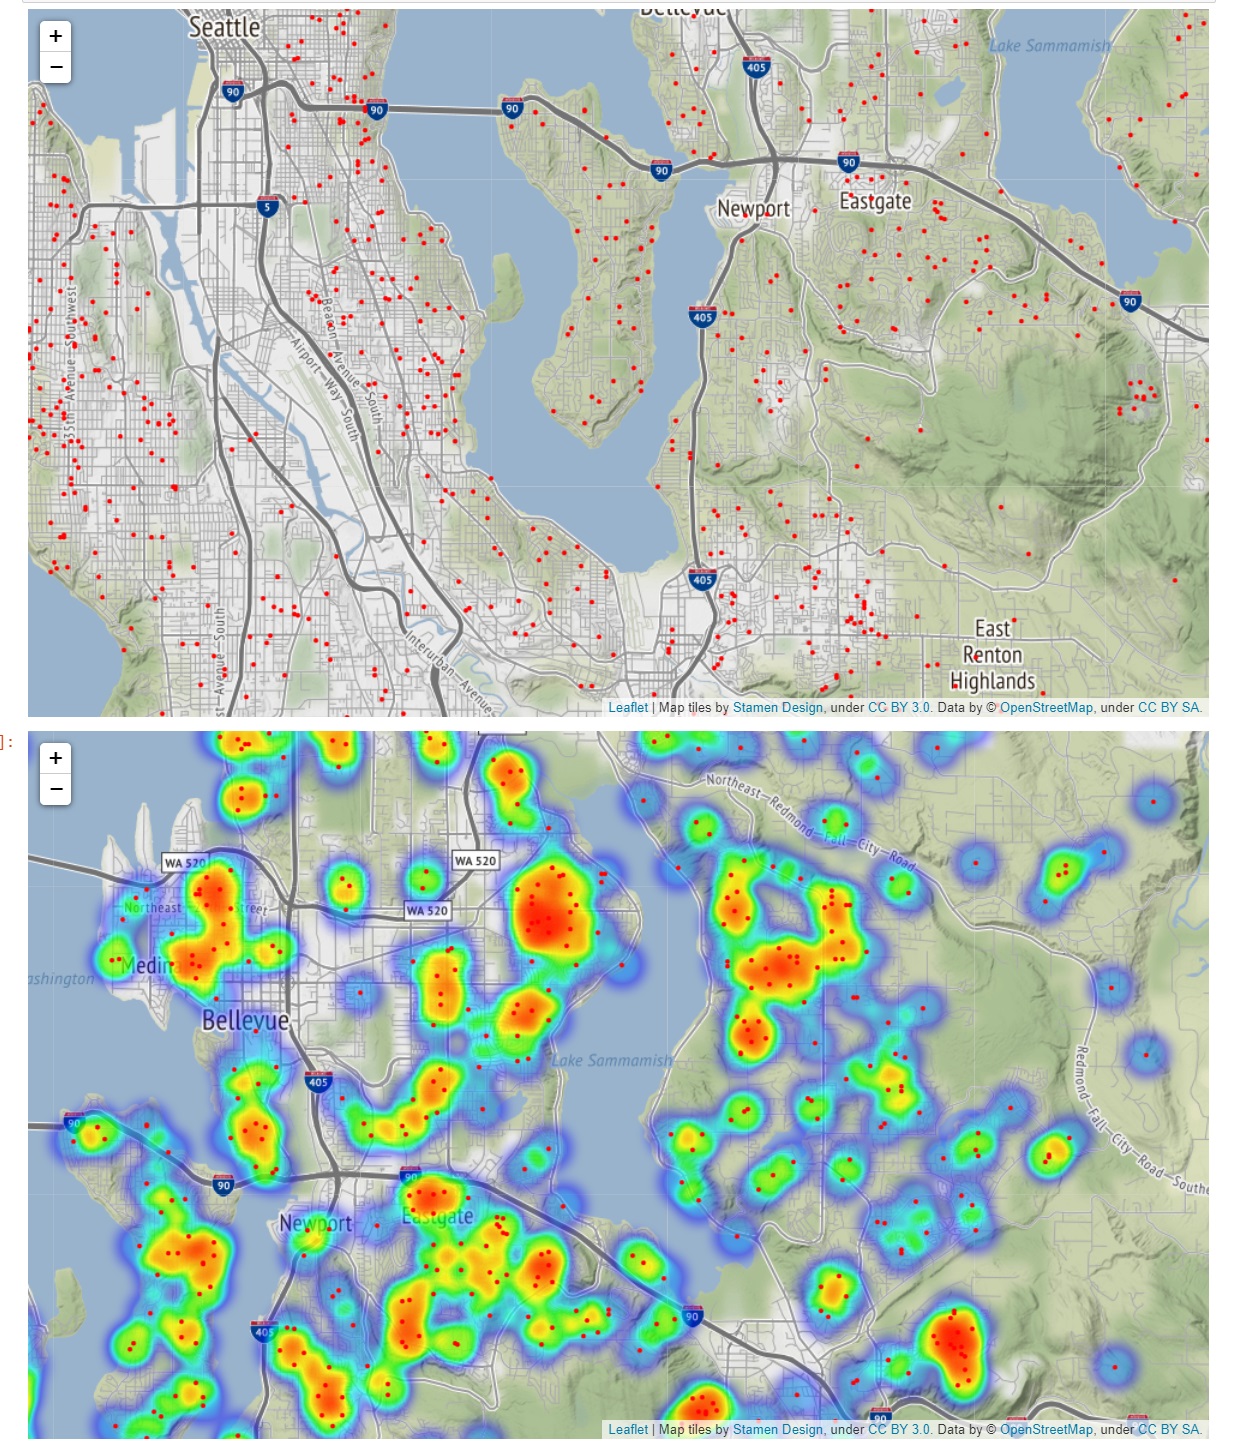 Seattle
Bellevue
Lake Sammamish
+
−
405
90
90
90
90
90
5
Newport
Eastgate
90
405
35th Avenue Southwest
Beacon Avenue South
Airport Way South
405
Avenue South
Interurban Avenue
East
Renton
Highlands
Leaflet | Map tiles by Stamen Design, under CC BY 3.0. Data by © OpenStreetMap, under CC BY SA.
]:
+
−
Northeast Redmond Fall City Road
WA 520
WA 520
WA 520
Northeast Street
Medina
ashington
Bellevue
Lake Sammamish
405
Redmond Fall City Road Southe
90
90
90
Newport
Eastgate
405
90
90
Leaflet | Map tiles by Stamen Design, under CC BY 3.0. Data by © OpenStreetMap, under CC BY SA.